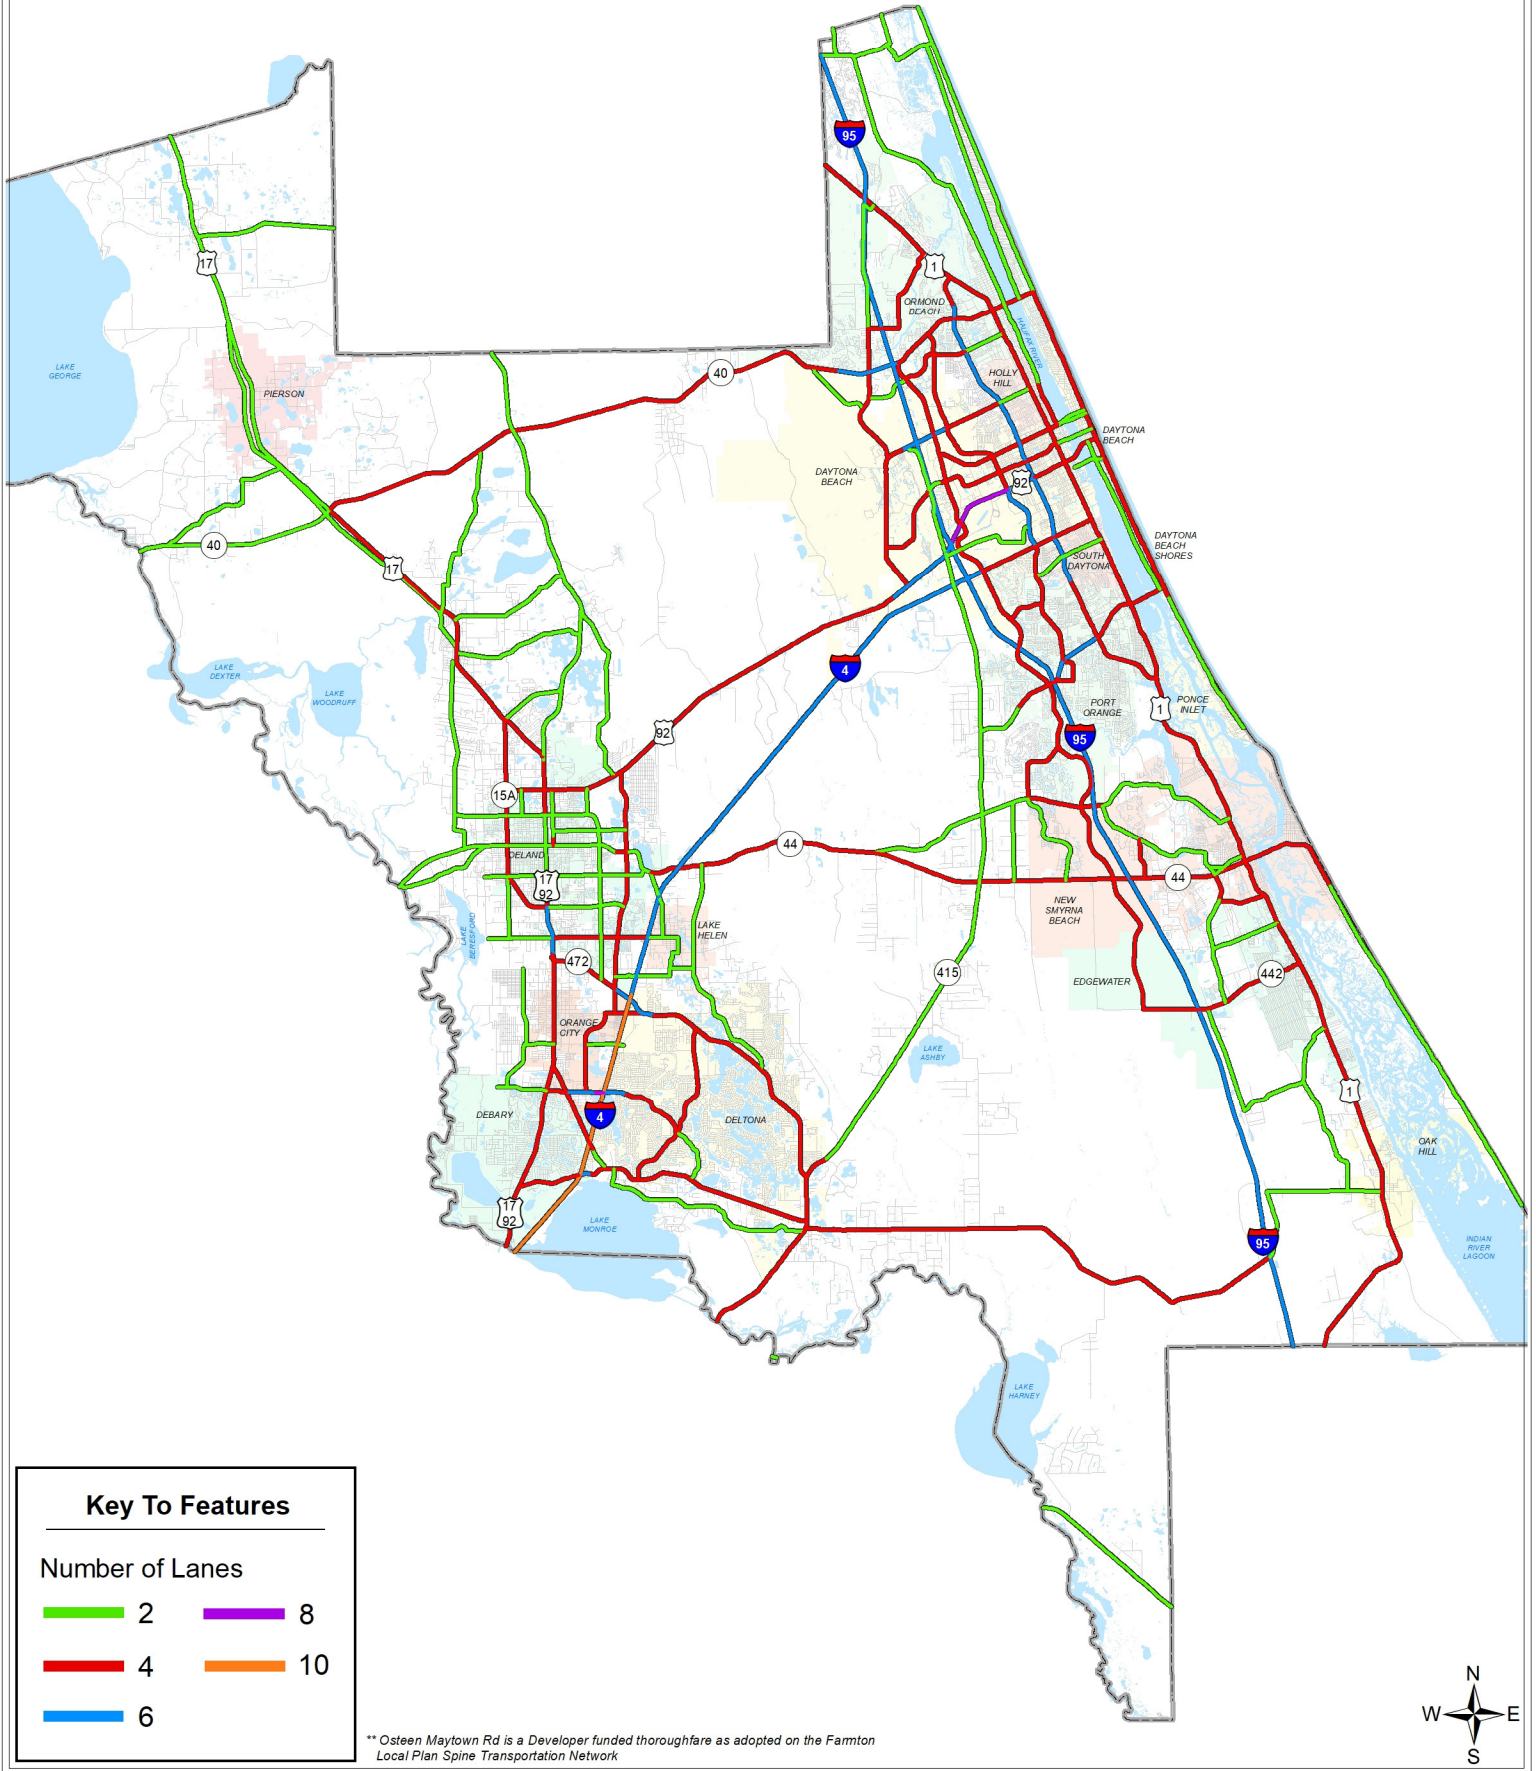 95
17
1
ORMOND
BEACH
HALIFAX RIVER
LAKE
GEORGE
40
HOLLY
HILL
PIERSON
DAYTONA
BEACH
DAYTONA
BEACH
92
40
17
DAYTONA
BEACH
SHORES
SOUTH
DAYTONA
4
LAKE
DEXTER
LAKE
WOODRUFF
PORT
ORANGE
1
PONCE
INLET
92
95
15A
44
DELAND
17
92
44
LAKE
BERESFORD
LAKE
HELEN
NEW
SMYRNA
BEACH
472
415
442
EDGEWATER
ORANGE
CITY
LAKE
ASHBY
1
DEBARY
4
DELTONA
OAK
HILL
17
92
LAKE
MONROE
95
INDIAN
RIVER
LAGOON
LAKE
HARNEY
Key To Features
Number of Lanes
2
8
4
10
6
** Osteen Maytown Rd is a Developer funded thoroughfare as adopted on the Farmton
Local Plan Spine Transportation Network
N
W
E
S